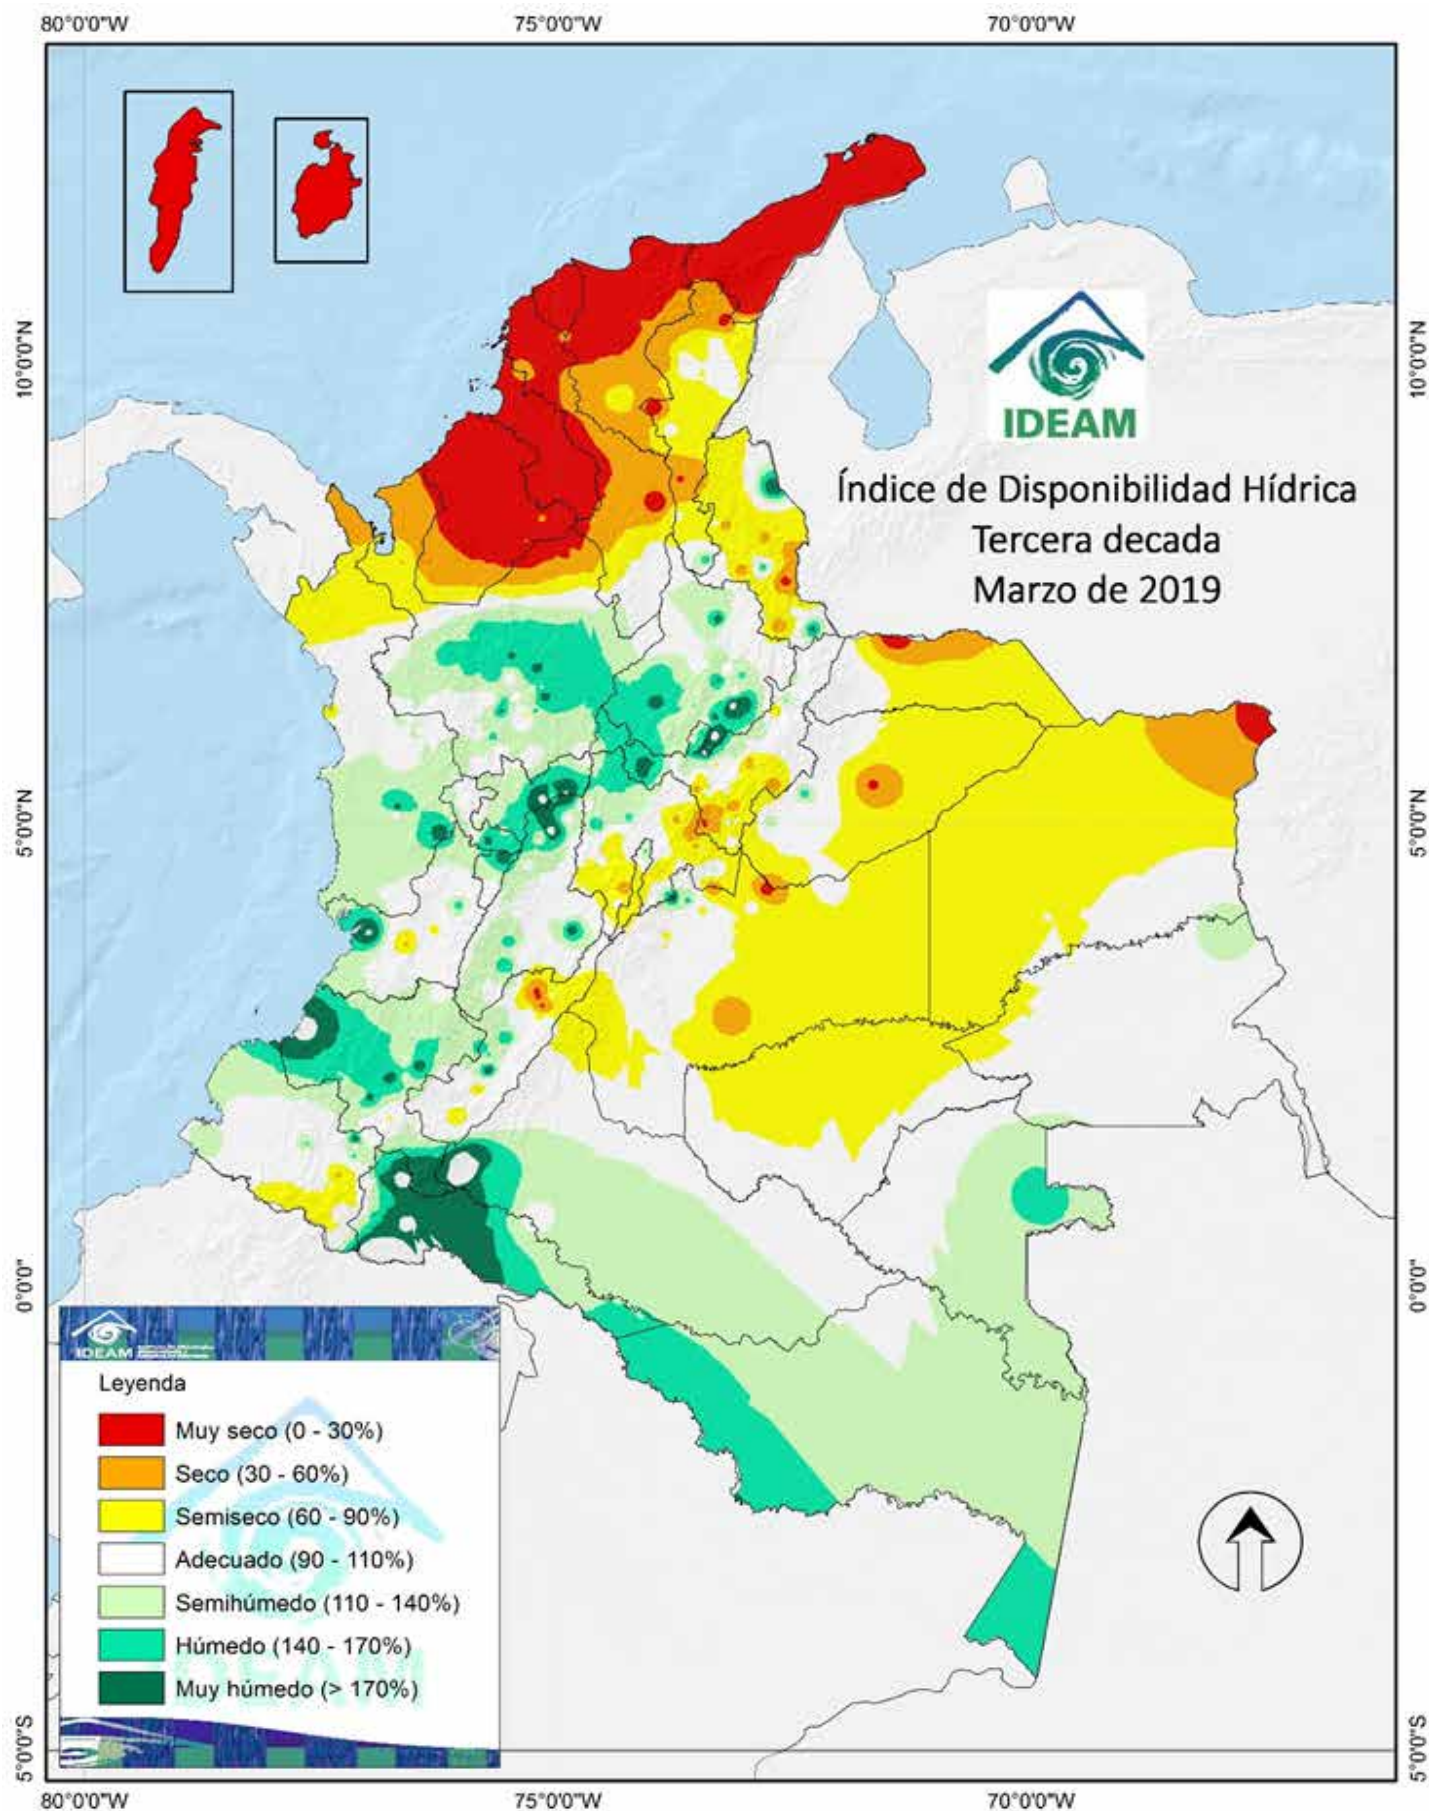 80°0'0"W
75°0'0"W
70°0'0"W
10°0'0"N
10°0'0"N
IDEAM
Índice de Disponibilidad Hídrica
Tercera decada
Marzo de 2019
5°0'0"N
5°0'0"N
0°0'0"
0°0'0"
IDEAM
Leyenda
Muy seco (0 - 30%)
Seco (30 - 60%)
Semiseco (60 - 90%)
Adecuado (90 - 110%)
Semihúmedo (110 - 140%)
Húmedo (140 - 170%)
Muy húmedo (> 170%)
IDEAM
5°0'0"S
5°0'0"S
80°0'0"W
75°0'0"W
70°0'0"W